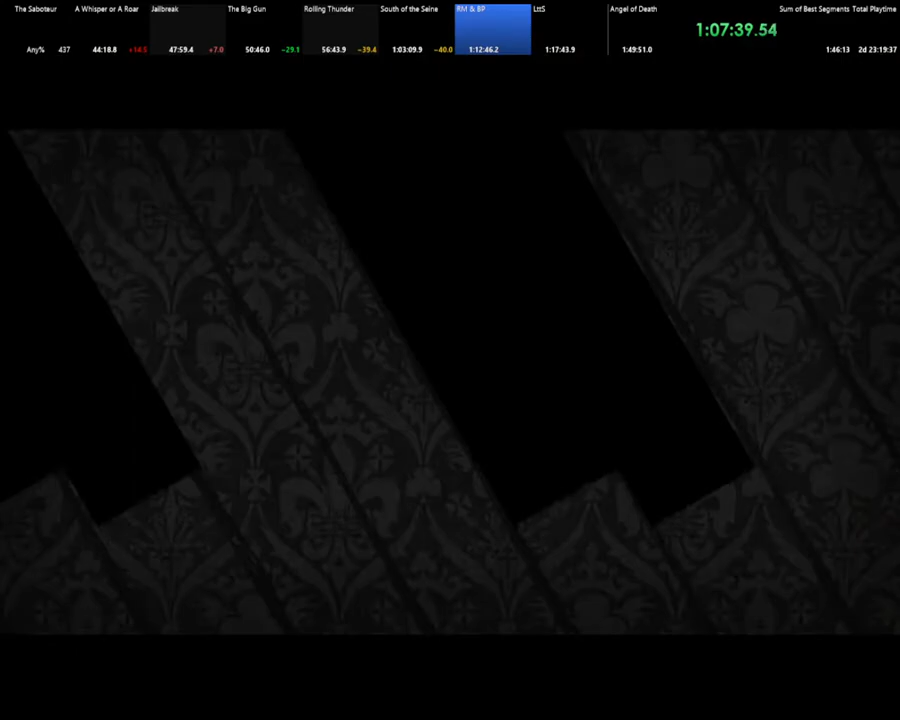 The Saboteur A Whisper or A Roar Jailbreak The Big Gun Rolling Thunder South of the Seine RM & BP LttS Angel of Death Sum of Best Segments Total Playtime
1:07:39.54
Any% 437 44:18.8 +14.5 47:59.4 +7.0 50:46.0 −29.1 56:43.9 −39.4 1:03:09.9 −40.0 1:12:46.2 1:17:43.9 1:49:51.0 1:46:13 2d 23:19:37